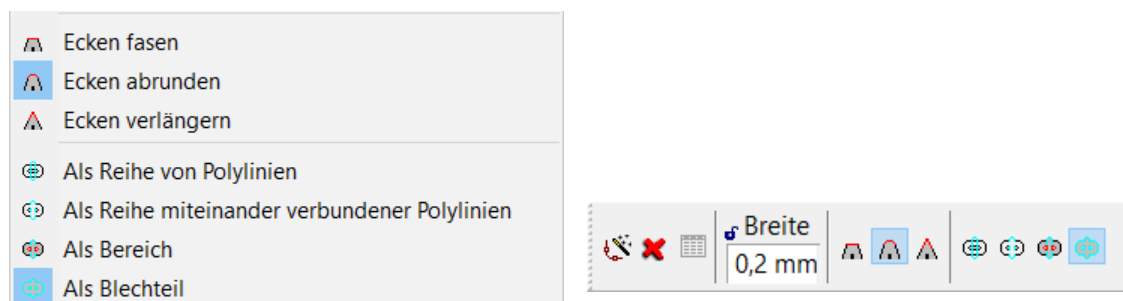 Ecken fasen
Ecken abrunden
Ecken verlängern
Als Reihe von Polylinien
Als Reihe miteinander verbundener Polylinien
Als Bereich
Als Blechteil
Breite
0,2 mm